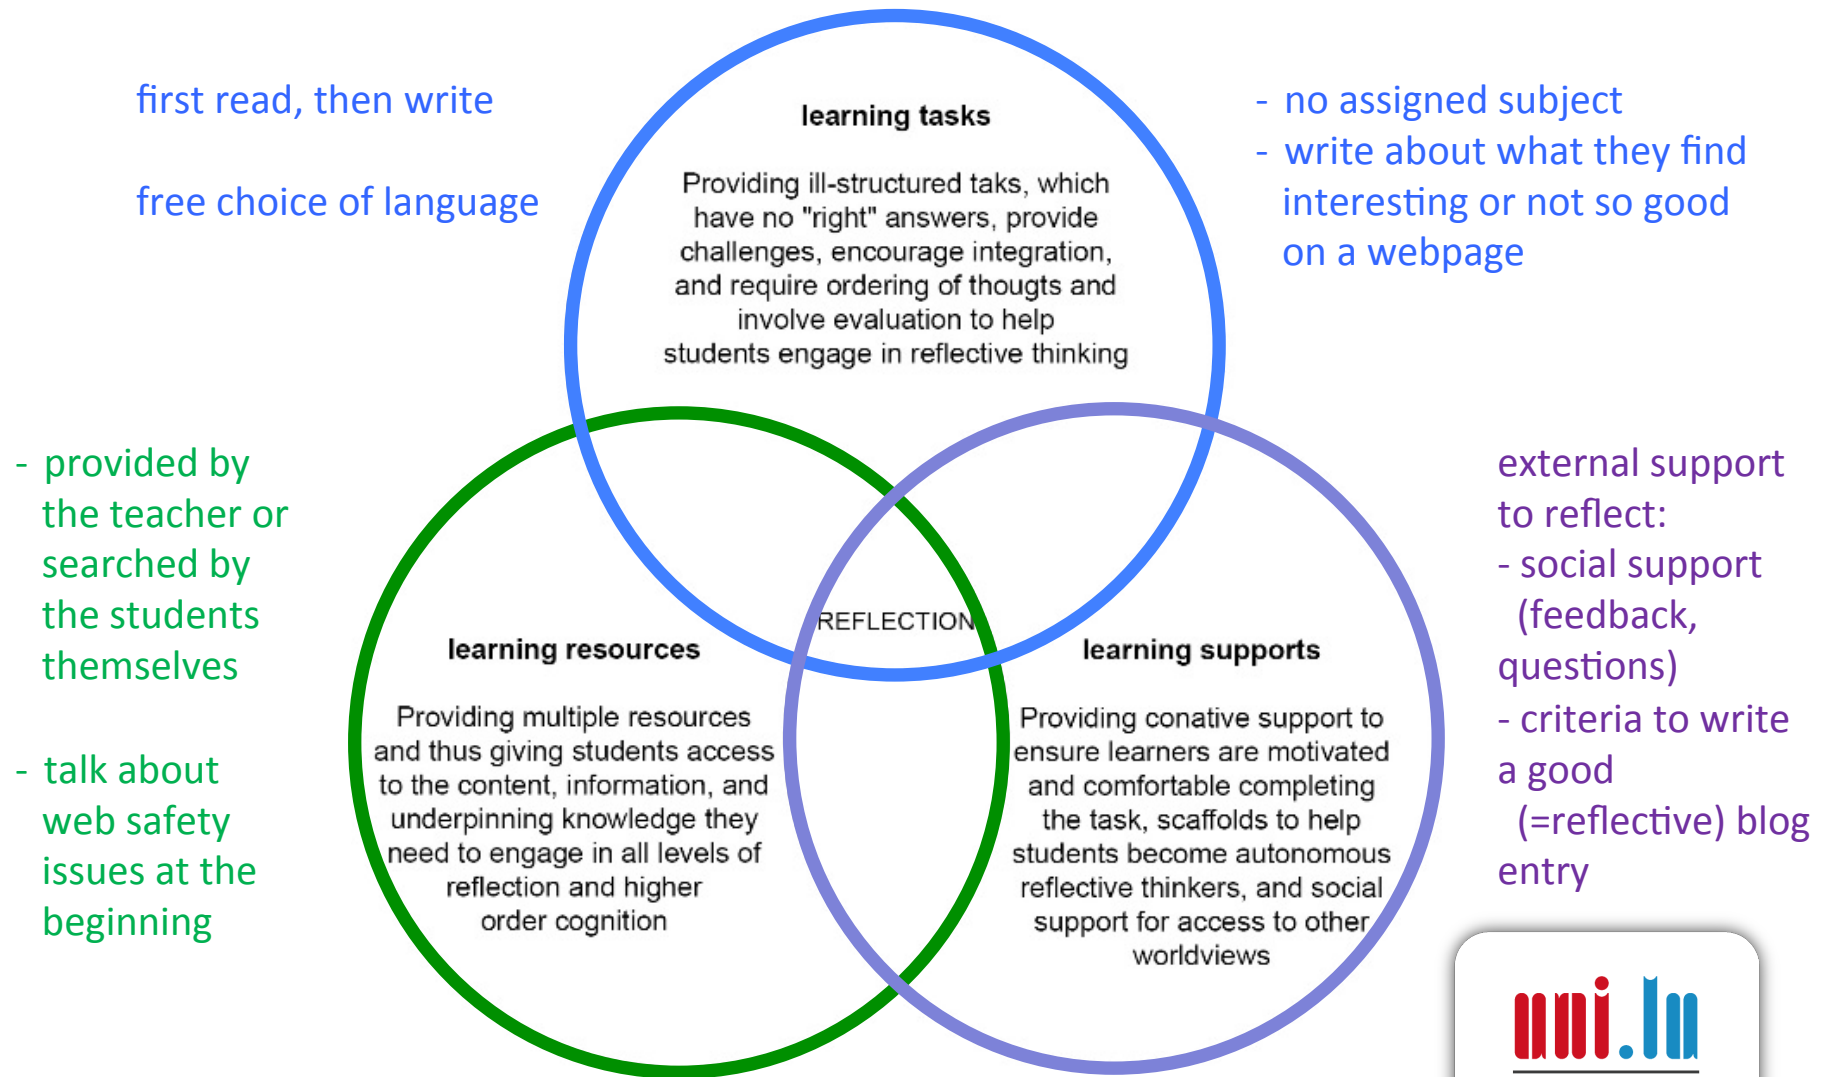 first read, then write
free choice of language
learning tasks
Providing ill-structured taks, which
have no "right" answers, provide
challenges, encourage integration,
and require ordering of thougts and
involve evaluation to help
students engage in reflective thinking
- no assigned subject
- write about what they find
interesting or not so good
on a webpage
- provided by
the teacher or
searched by
the students
themselves
- talk about
web safety
issues at the
beginning
REFLECTION
learning resources
Providing multiple resources
and thus giving students access
to the content, information, and
underpinning knowledge they
need to engage in all levels of
reflection and higher
order cognition
learning supports
Providing conative support to
ensure learners are motivated
and comfortable completing
the task, scaffolds to help
students become autonomous
reflective thinkers, and social
support for access to other
worldviews
external support
to reflect:
- social support
(feedback,
questions)
- criteria to write
a good
(=reflective) blog
entry
uni.lu